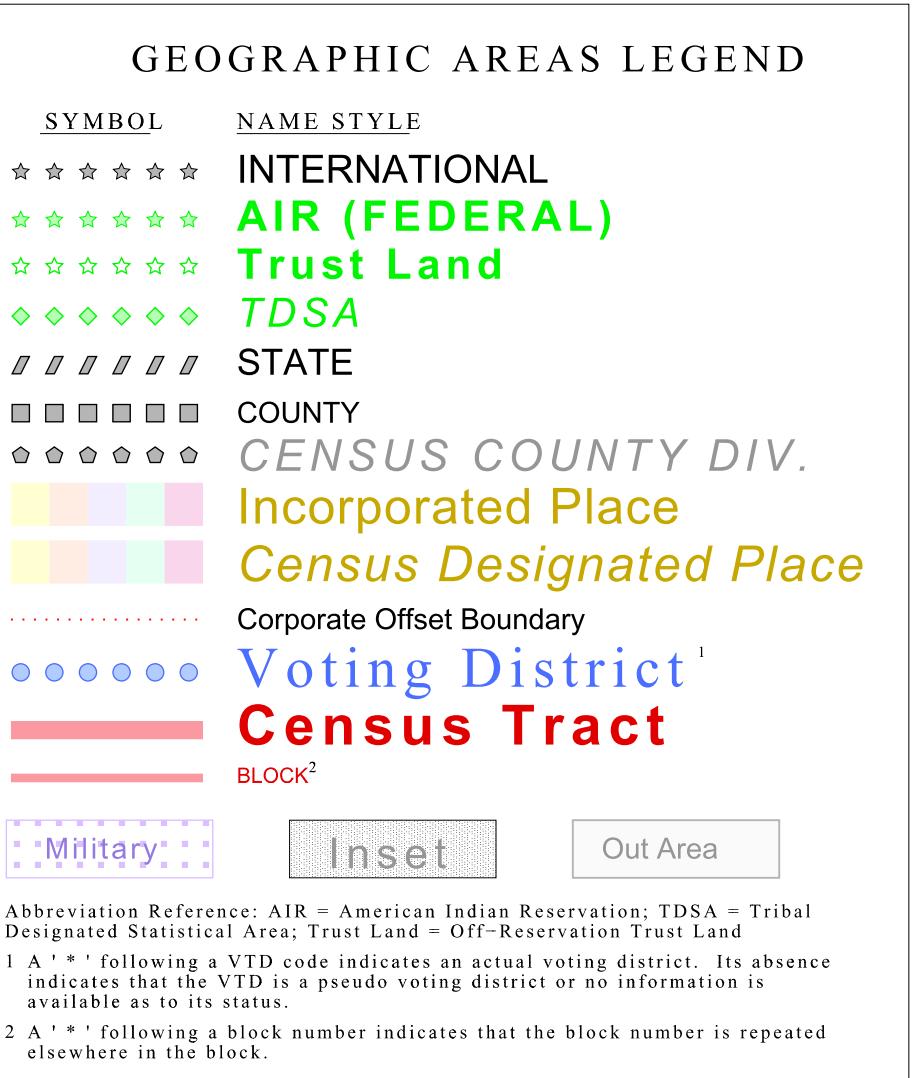 GEOGRAPHIC AREAS LEGEND
SYMBOL NAME STYLE
INTERNATIONAL
AIR (FEDERAL)
Trust Land
TDSA
STATE
COUNTY
CENSUS COUNTY DIV.
Incorporated Place
Census Designated Place
Corporate Offset Boundary
Voting District 1
Census Tract
BLOCK2
Military Inset Out Area
Abbreviation Reference: AIR = American Indian Reservation; TDSA = Tribal
Designated Statistical Area; Trust Land = Off−Reservation Trust Land
1 A ' * ' following a VTD code indicates an actual voting district. Its absence
indicates that the VTD is a pseudo voting district or no information is
available as to its status.
2 A ' * ' following a block number indicates that the block number is repeated
elsewhere in the block.